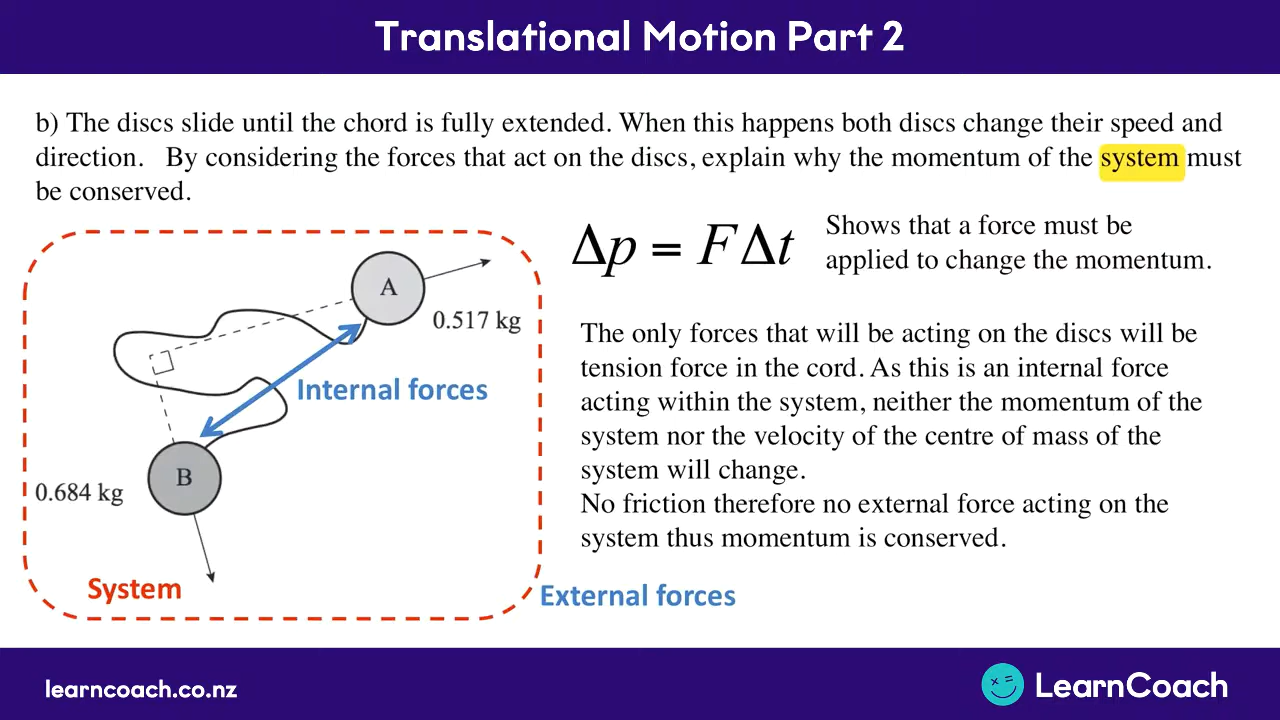 Translational Motion Part 2
b) The discs slide until the chord is fully extended. When this happens both discs change their speed and
direction. By considering the forces that act on the discs, explain why the momentum of the system must
be conserved.
Δp = FΔt
Shows that a force must be
applied to change the momentum.
A
0.517 kg
Internal forces
B
0.684 kg
System
The only forces that will be acting on the discs will be
tension force in the cord. As this is an internal force
acting within the system, neither the momentum of the
system nor the velocity of the centre of mass of the
system will change.
No friction therefore no external force acting on the
system thus momentum is conserved.
External forces
learncoach.co.nz
LearnCoach